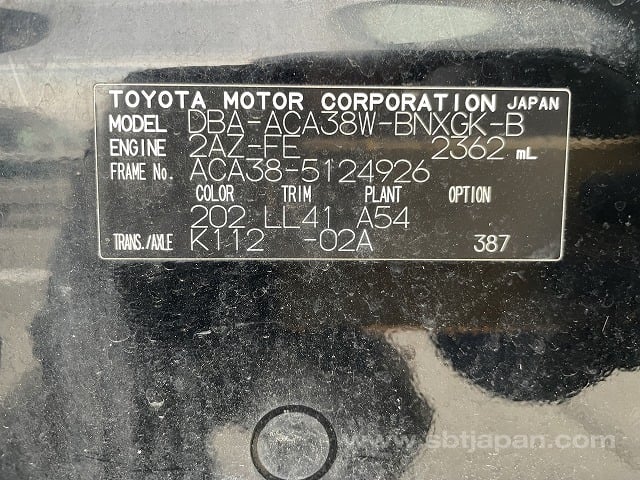 TOYOTA MOTOR CORPORATION JAPAN
MODEL DBA-ACA38W-BNXGK-B
ENGINE 2AZ-FE 2362 mL
FRAME No. ACA38-5124926
COLOR TRIM PLANT OPTION
202 LL41 A54
TRANS./AXLE K112 -02A 387
www.sbtjapan.com